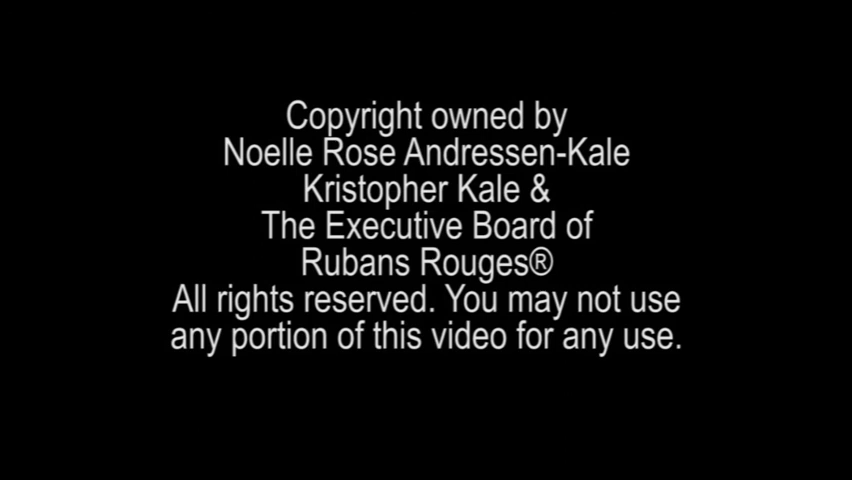 Copyright owned by
Noelle Rose Andressen-Kale
Kristopher Kale &
The Executive Board of
Rubans Rouges®
All rights reserved. You may not use
any portion of this video for any use.